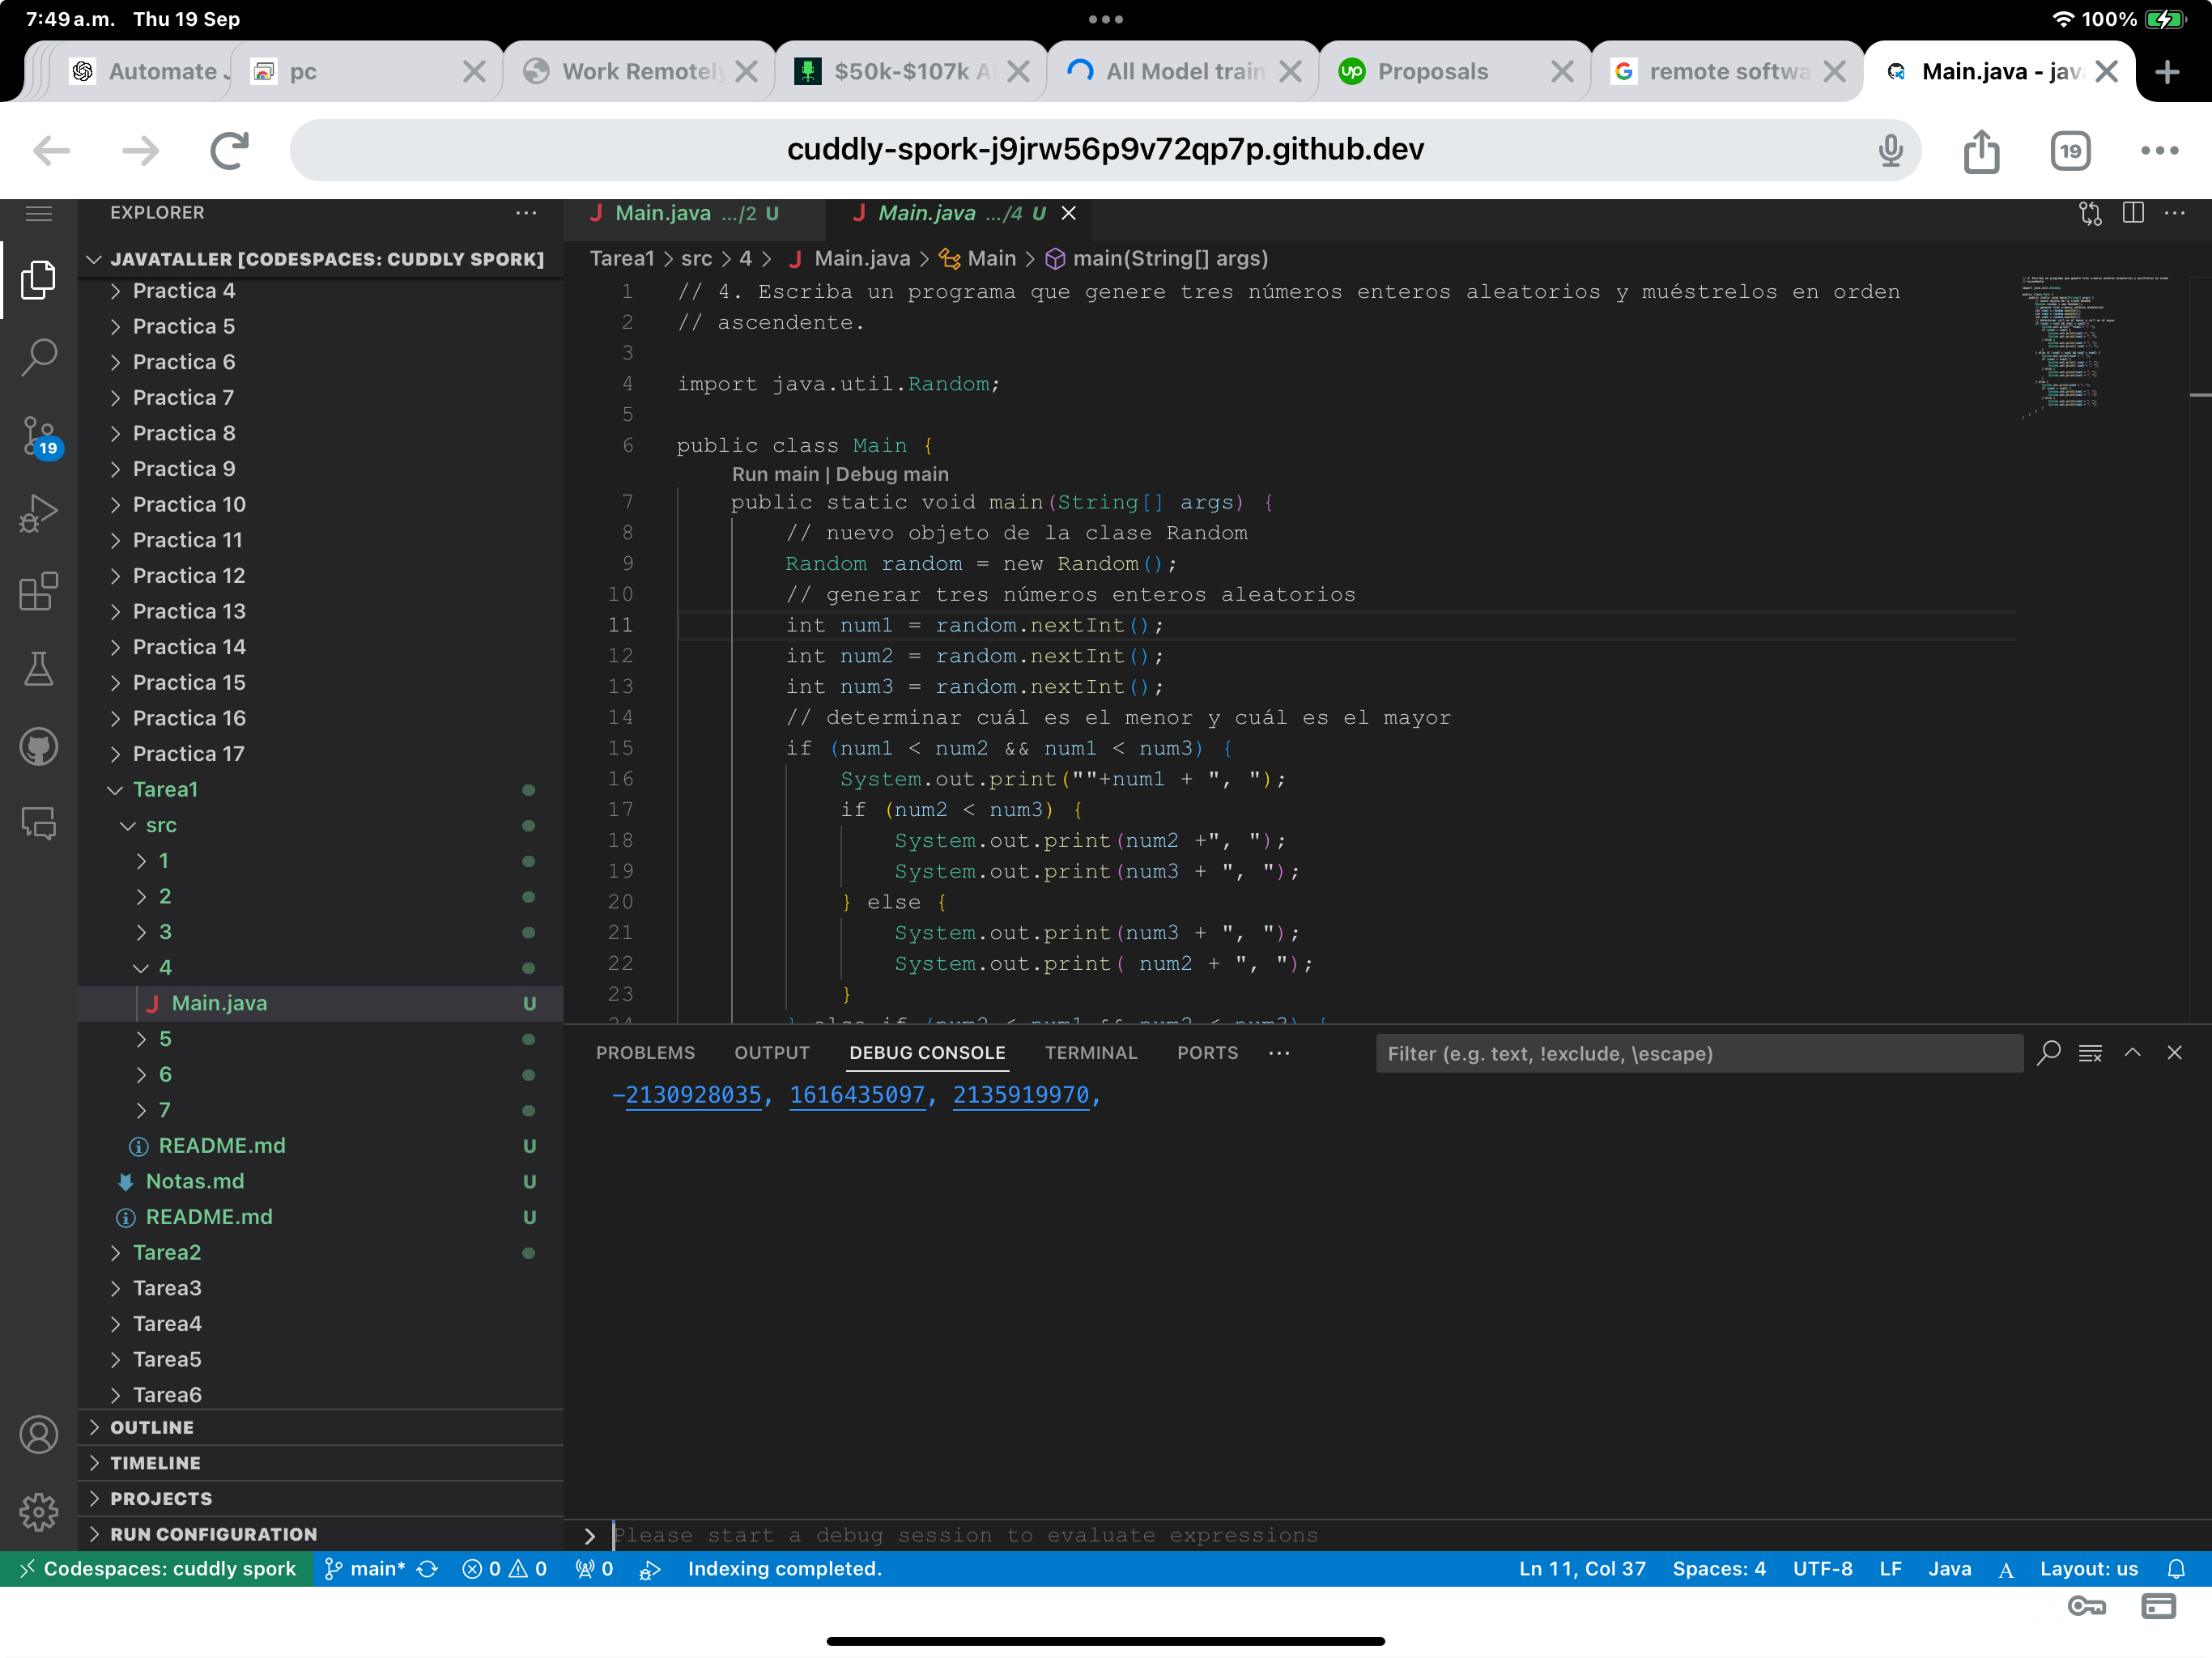 7:49 a.m. Thu 19 Sep
100%
Automate
pc
Work Remotely
$50k-$107k Ai
All Model train
Proposals
remote softwa
Main.java - jav
cuddly-spork-j9jrw56p9v72qp7p.github.dev
19
EXPLORER
JAVATALLER [CODESPACES: CUDDLY SPORK]
Practica 4
Practica 5
Practica 6
Practica 7
Practica 8
Practica 9
Practica 10
Practica 11
Practica 12
Practica 13
Practica 14
Practica 15
Practica 16
Practica 17
Tarea1
src
1
2
3
4
Main.java U
5
6
7
README.md U
Notas.md U
README.md U
Tarea2
Tarea3
Tarea4
Tarea5
Tarea6
OUTLINE
TIMELINE
PROJECTS
RUN CONFIGURATION
19
Main.java .../2 U
Main.java .../4 U
Tarea1 > src > 4 > Main.java > Main > main(String[] args)
1 // 4. Escriba un programa que genere tres números enteros aleatorios y muéstrelos en orden
2 // ascendente.
3
4 import java.util.Random;
5
6 public class Main {
Run main | Debug main
7 public static void main(String[] args) {
8 // nuevo objeto de la clase Random
9 Random random = new Random();
10 // generar tres números enteros aleatorios
11 int num1 = random.nextInt();
12 int num2 = random.nextInt();
13 int num3 = random.nextInt();
14 // determinar cuál es el menor y cuál es el mayor
15 if (num1 < num2 && num1 < num3) {
16 System.out.print(""+num1 + ", ");
17 if (num2 < num3) {
18 System.out.print(num2 +", ");
19 System.out.print(num3 + ", ");
20 } else {
21 System.out.print(num3 + ", ");
22 System.out.print( num2 + ", ");
23 }
24 } else if (num2 < num1 && num2 < num3) {
PROBLEMS OUTPUT DEBUG CONSOLE TERMINAL PORTS
Filter (e.g. text, !exclude, \escape)
-2130928035, 1616435097, 2135919970,
Please start a debug session to evaluate expressions
Codespaces: cuddly spork main* 0 0 0 Indexing completed. Ln 11, Col 37 Spaces: 4 UTF-8 LF Java Layout: us